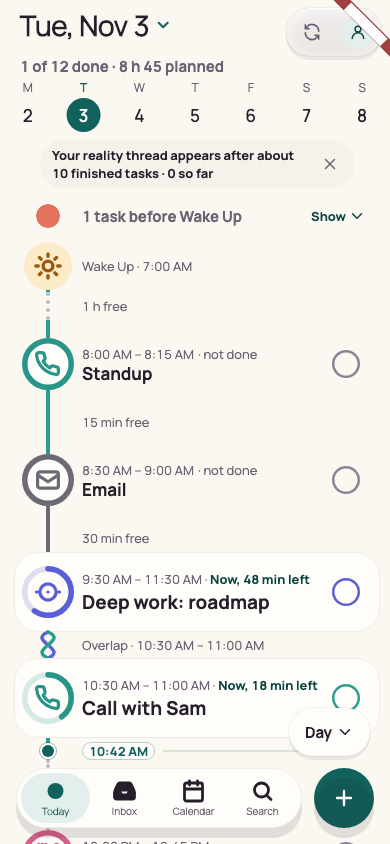 Tue, Nov 3
1 of 12 done · 8 h 45 planned
M T W T F S S
2 3 4 5 6 7 8
Your reality thread appears after about
10 finished tasks · 0 so far
1 task before Wake Up Show
Wake Up · 7:00 AM
1 h free
8:00 AM – 8:15 AM · not done
Standup
15 min free
8:30 AM – 9:00 AM · not done
Email
30 min free
9:30 AM – 11:30 AM · Now, 48 min left
Deep work: roadmap
Overlap · 10:30 AM – 11:00 AM
10:30 AM – 11:00 AM · Now, 18 min left
Call with Sam
Day
10:42 AM
Today Inbox Calendar Search